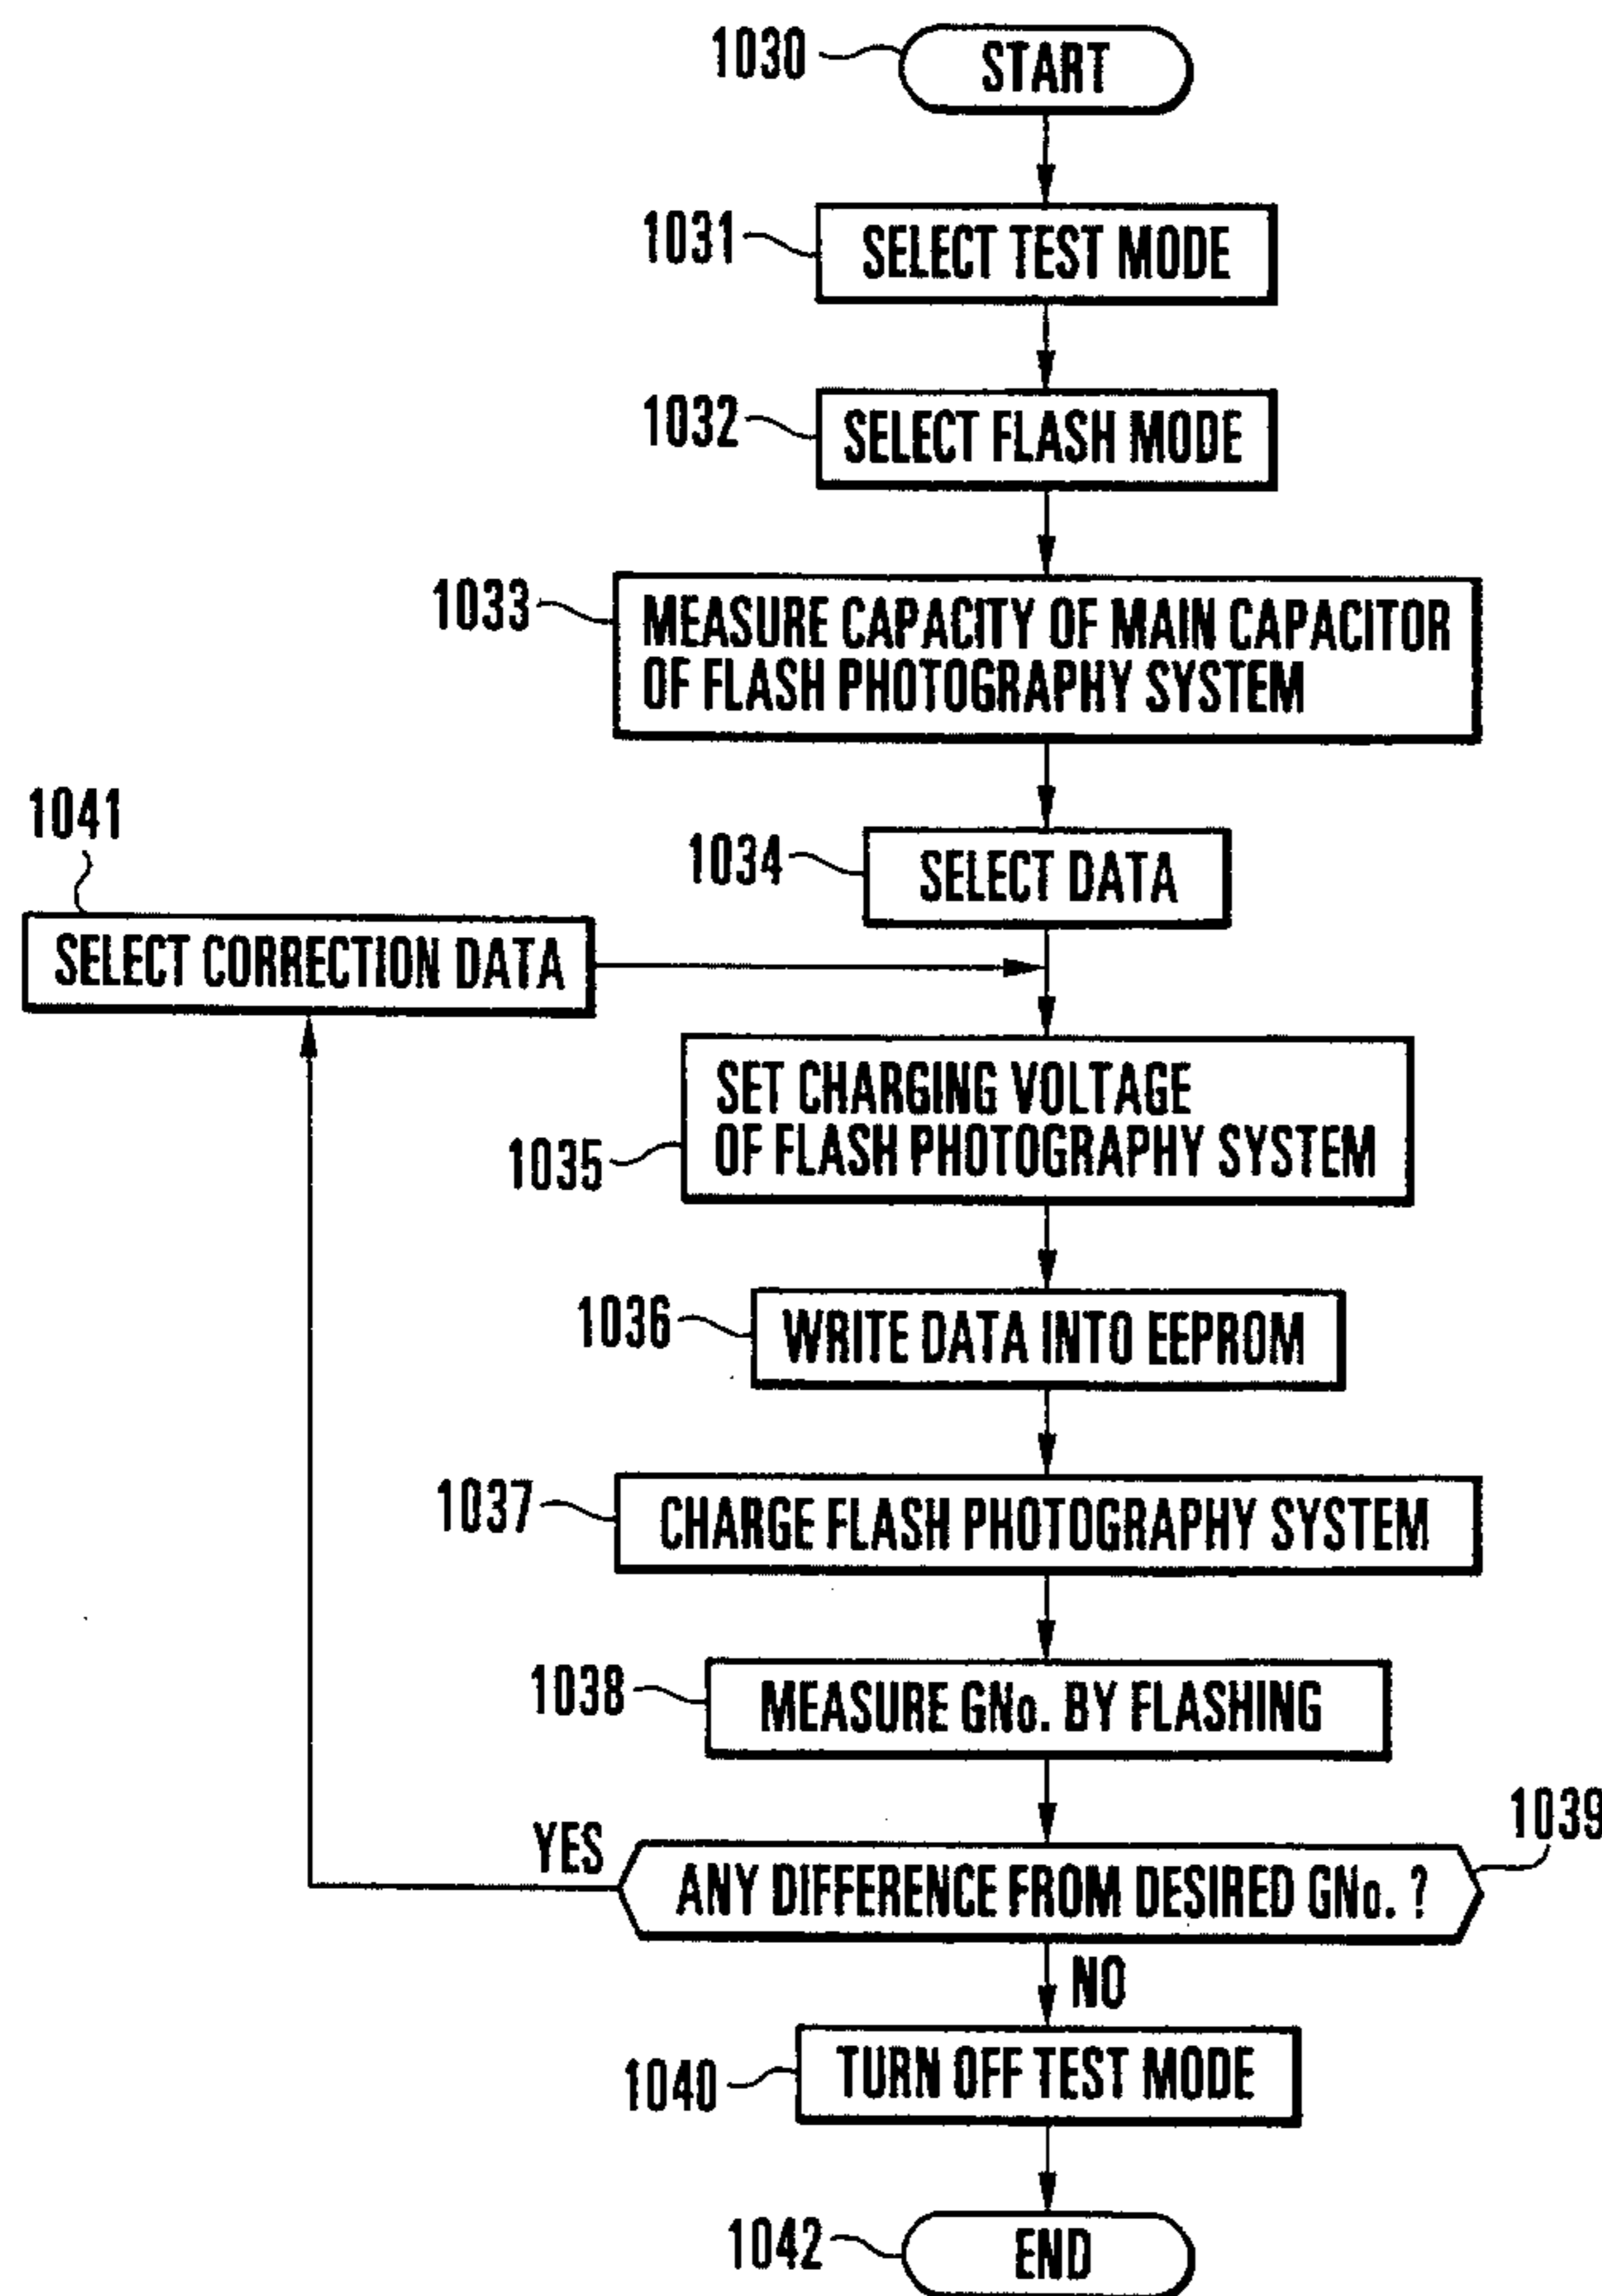 1030
START
1031
SELECT TEST MODE
1032
SELECT FLASH MODE
1033
MEASURE CAPACITY OF MAIN CAPACITOR
OF FLASH PHOTOGRAPHY SYSTEM
1034
SELECT DATA
1041
SELECT CORRECTION DATA
1035
SET CHARGING VOLTAGE
OF FLASH PHOTOGRAPHY SYSTEM
1036
WRITE DATA INTO EEPROM
1037
CHARGE FLASH PHOTOGRAPHY SYSTEM
1038
MEASURE GNo. BY FLASHING
1039
YES
ANY DIFFERENCE FROM DESIRED GNo. ?
NO
1040
TURN OFF TEST MODE
1042
END